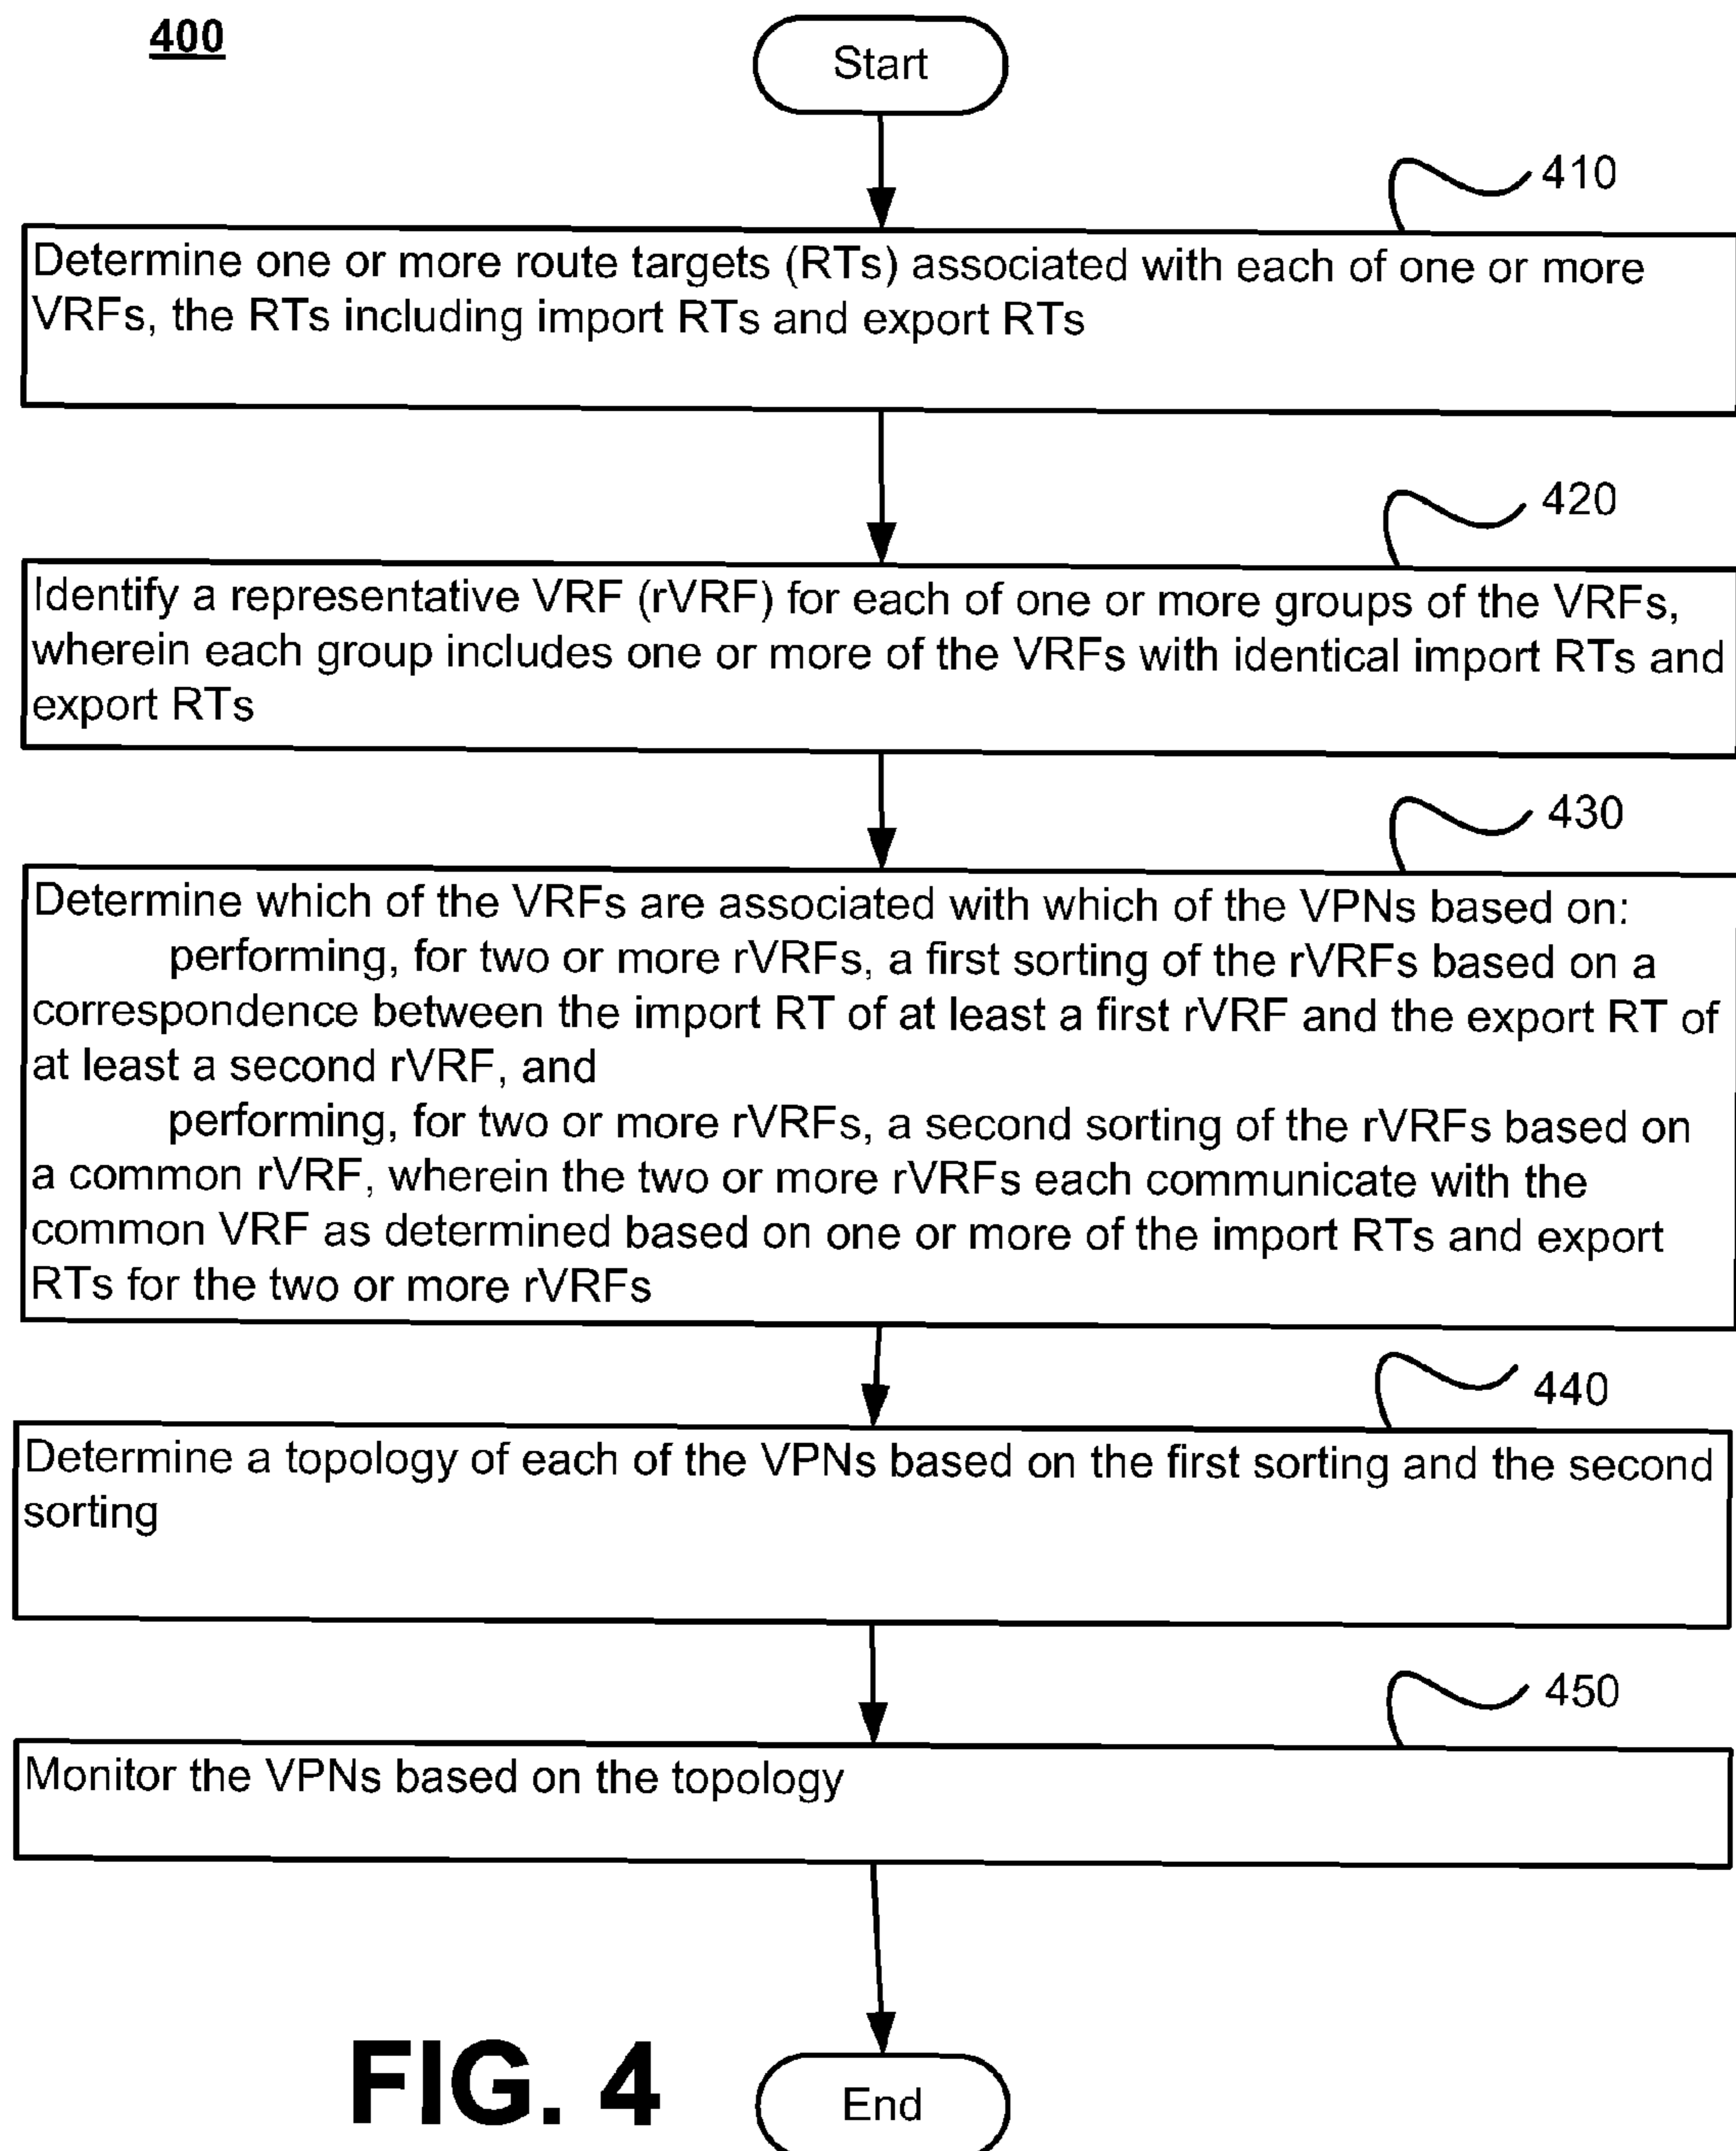 400
Start
410
Determine one or more route targets (RTs) associated with each of one or more
VRFs, the RTs including import RTs and export RTs
420
Identify a representative VRF (rVRF) for each of one or more groups of the VRFs,
wherein each group includes one or more of the VRFs with identical import RTs and
export RTs
430
Determine which of the VRFs are associated with which of the VPNs based on:
performing, for two or more rVRFs, a first sorting of the rVRFs based on a
correspondence between the import RT of at least a first rVRF and the export RT of
at least a second rVRF, and
performing, for two or more rVRFs, a second sorting of the rVRFs based on
a common rVRF, wherein the two or more rVRFs each communicate with the
common VRF as determined based on one or more of the import RTs and export
RTs for the two or more rVRFs
440
Determine a topology of each of the VPNs based on the first sorting and the second
sorting
450
Monitor the VPNs based on the topology
FIG. 4
End